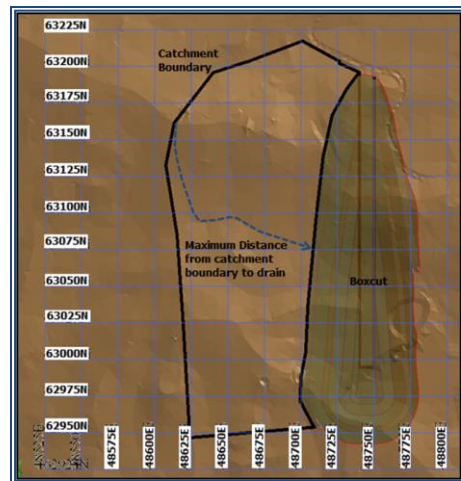 63225N
Catchment
Boundary
63200N
63175N
63150N
63125N
63100N
63075N
Maximum Distance
from catchment
boundary to drain
63050N
Boxcut
63025N
63000N
62975N
62950N
48575E
48600E
48625E
48650E
48675E
48700E
48725E
48750E
48775E
48800E